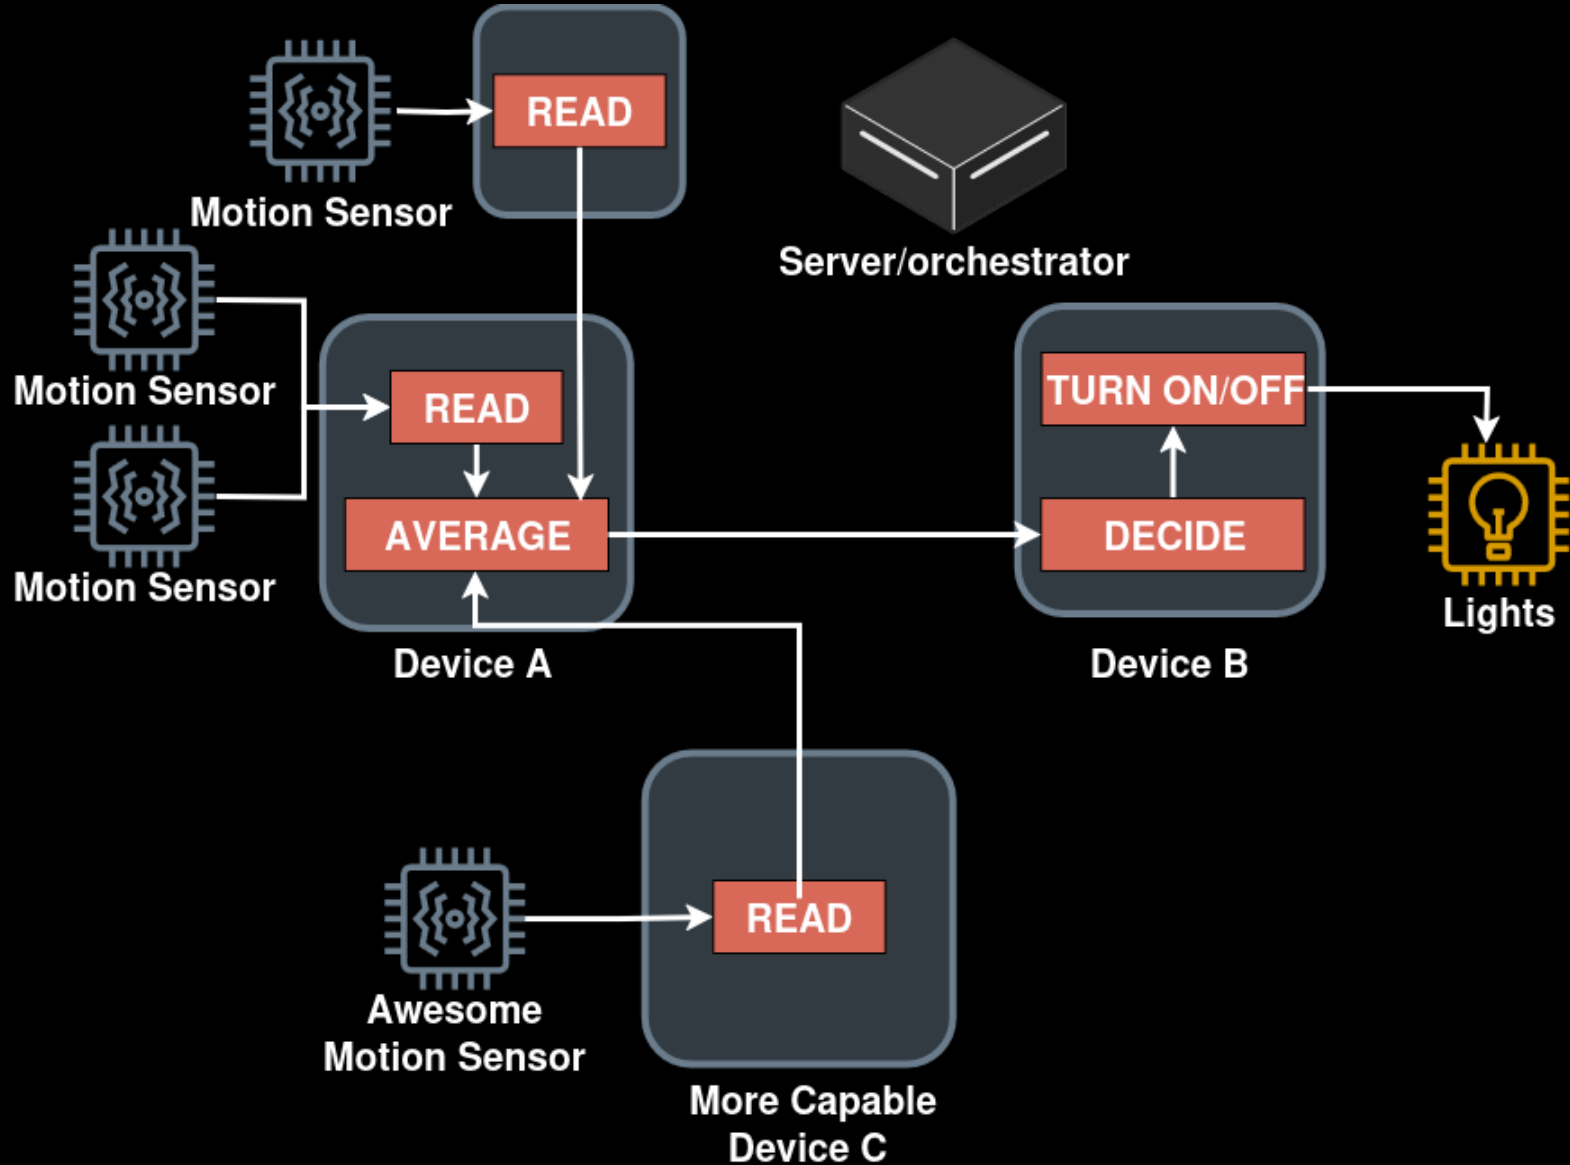 READ
Motion Sensor
Server/orchestrator
Motion Sensor
READ
TURN ON/OFF
AVERAGE
DECIDE
Motion Sensor
Lights
Device A
Device B
READ
Awesome
Motion Sensor
More Capable
Device C